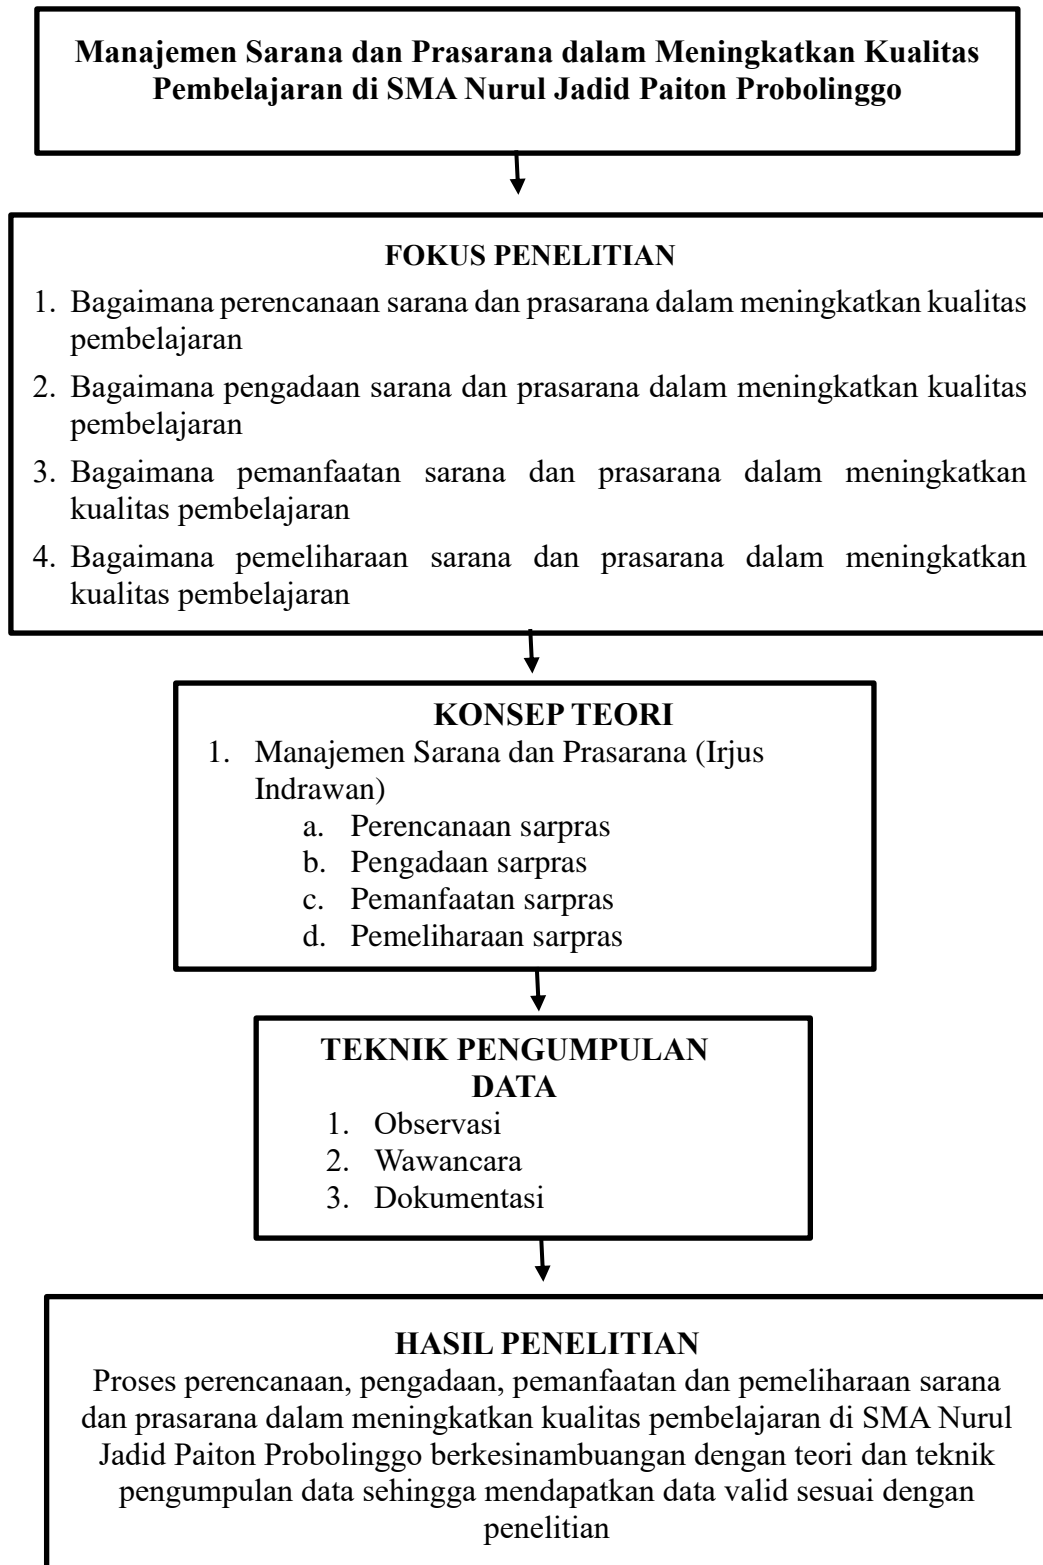 Manajemen Sarana dan Prasarana dalam Meningkatkan Kualitas
Pembelajaran di SMA Nurul Jadid Paiton Probolinggo
FOKUS PENELITIAN
1. Bagaimana perencanaan sarana dan prasarana dalam meningkatkan kualitas
pembelajaran
2. Bagaimana pengadaan sarana dan prasarana dalam meningkatkan kualitas
pembelajaran
3. Bagaimana pemanfaatan sarana dan prasarana dalam meningkatkan
kualitas pembelajaran
4. Bagaimana pemeliharaan sarana dan prasarana dalam meningkatkan
kualitas pembelajaran
KONSEP TEORI
1. Manajemen Sarana dan Prasarana (Irjus
Indrawan)
a. Perencanaan sarpras
b. Pengadaan sarpras
c. Pemanfaatan sarpras
d. Pemeliharaan sarpras
TEKNIK PENGUMPULAN
DATA
1. Observasi
2. Wawancara
3. Dokumentasi
HASIL PENELITIAN
Proses perencanaan, pengadaan, pemanfaatan dan pemeliharaan sarana
dan prasarana dalam meningkatkan kualitas pembelajaran di SMA Nurul
Jadid Paiton Probolinggo berkesinambuangan dengan teori dan teknik
pengumpulan data sehingga mendapatkan data valid sesuai dengan
penelitian